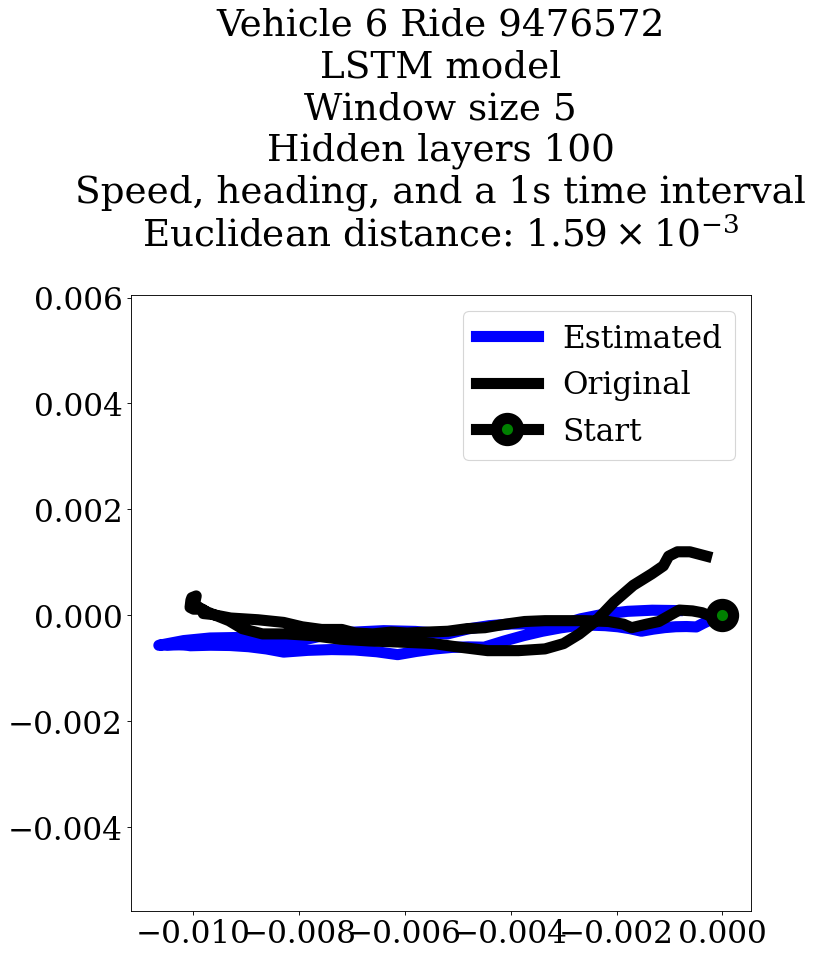 Vehicle 6 Ride 9476572
LSTM model
Window size 5
Hidden layers 100
Speed, heading, and a 1s time interval
Euclidean distance: 1.59 × 10⁻³
0.006
0.004
0.002
0.000
−0.002
−0.004
Estimated
Original
Start
−0.010 −0.008 −0.006 −0.004 −0.002 0.000